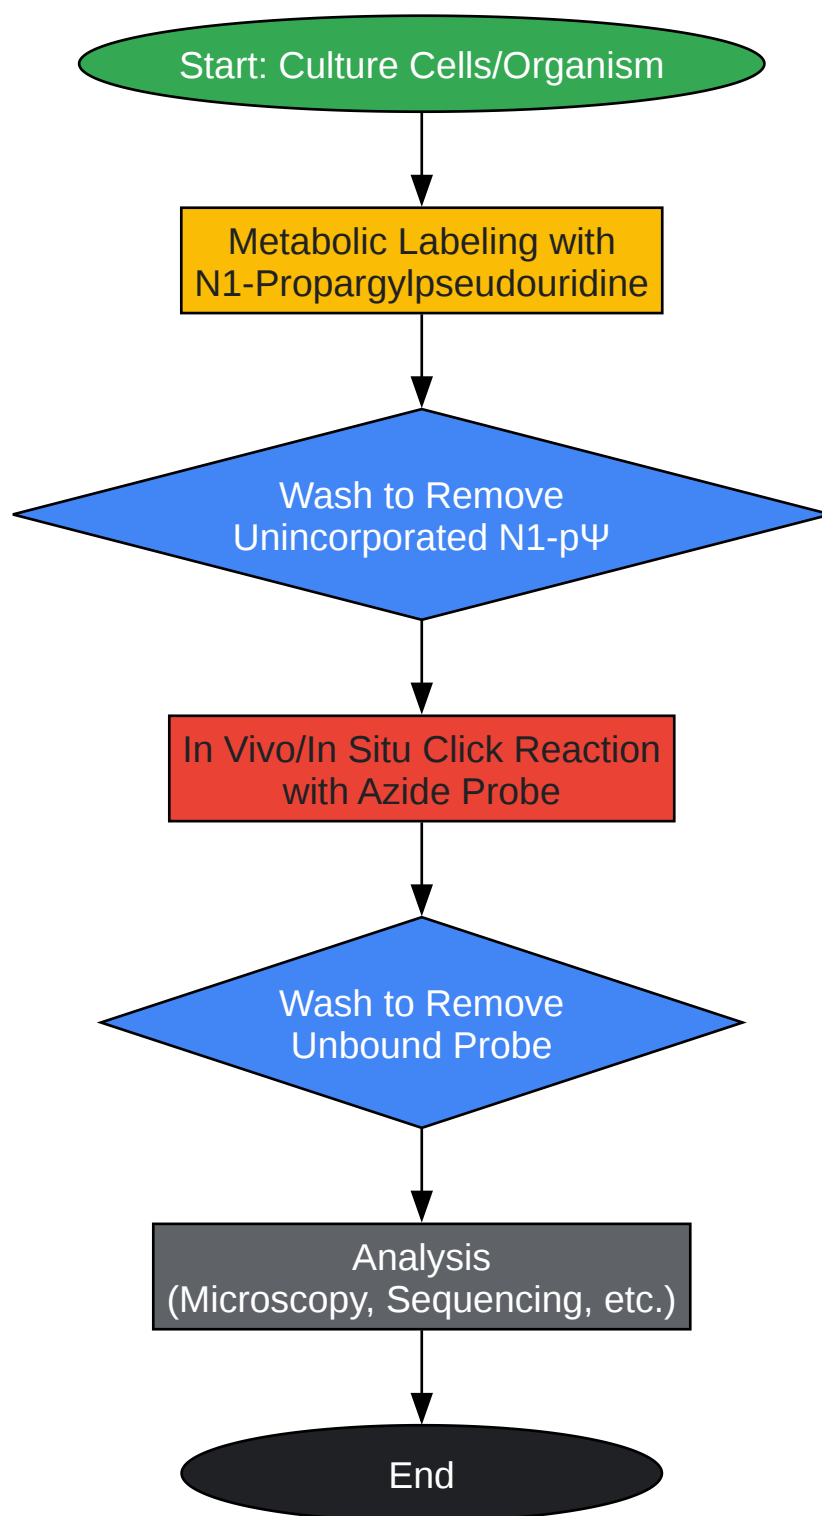 Start: Culture Cells/Organism
Metabolic Labeling with
N1-Propargylpseudouridine
Wash to Remove
Unincorporated N1-pΨ
In Vivo/In Situ Click Reaction
with Azide Probe
Wash to Remove
Unbound Probe
Analysis
(Microscopy, Sequencing, etc.)
End